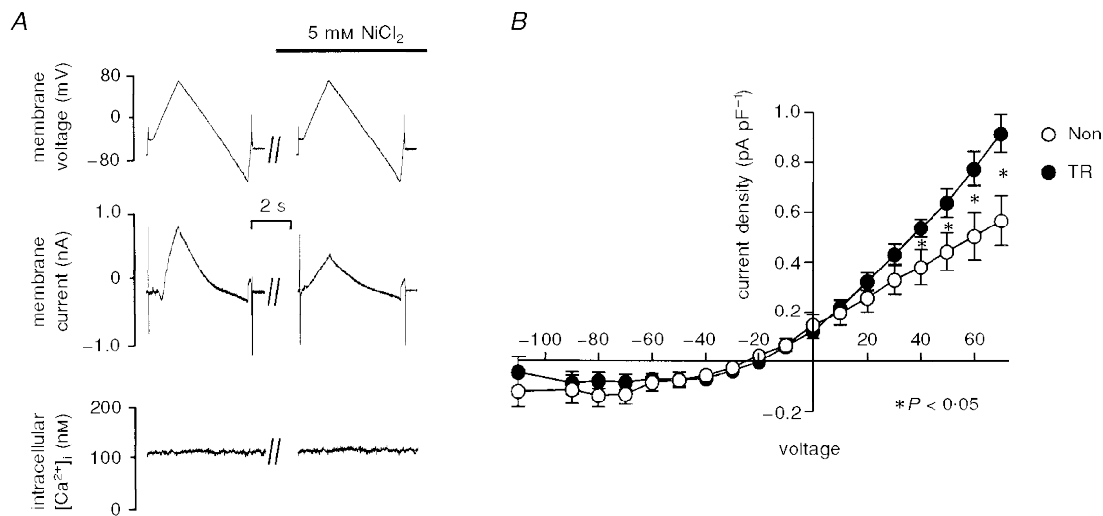 A
5 mM NiCl2
membrane
voltage (mV)
80
0
−80
membrane
current (nA)
1.0
0
−1.0
2 s
intracellular
[Ca2+]i (nM)
200
100
0
B
current density (pA pF−1)
1.0
0.8
0.6
0.4
0.2
−0.2
−100
−80
−60
−40
−20
20
40
60
voltage
Non
TR
*
*
*
*
*P < 0·05